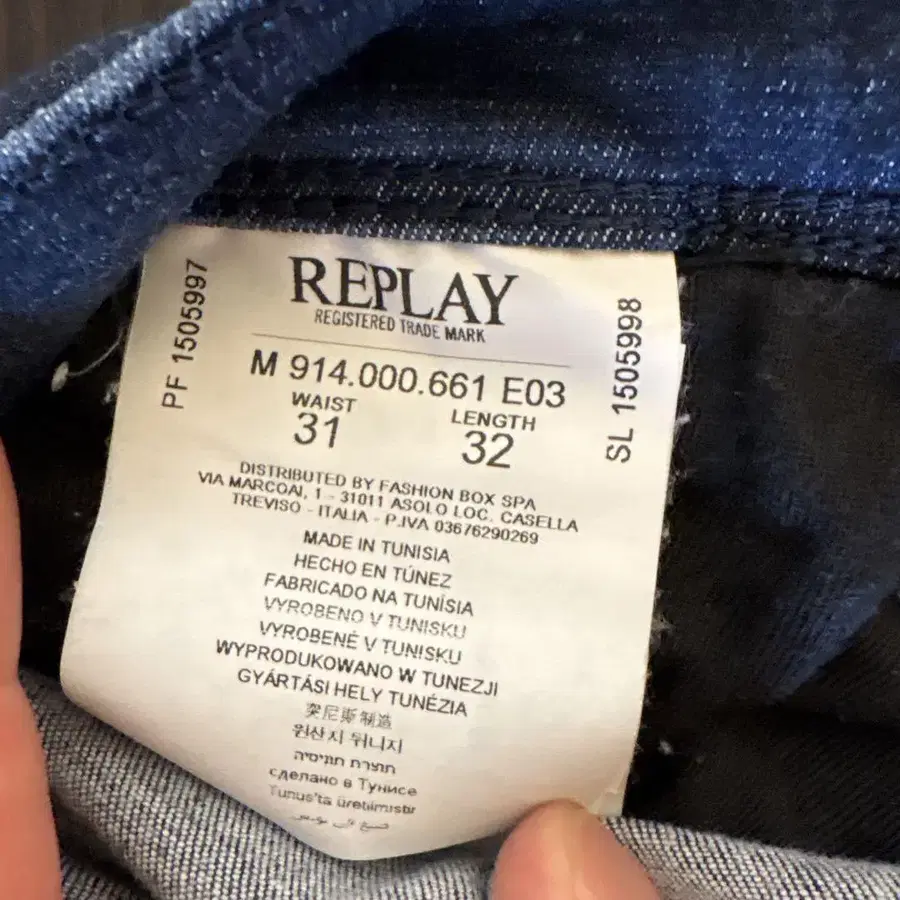 REPLAY
REGISTERED TRADE MARK
PF 1505997
SL 1505998
M 914.000.661 E03
WAIST LENGTH
31 32
DISTRIBUTED BY FASHION BOX SPA
VIA MARCOAI, 1 - 31011 ASOLO LOC. CASELLA
TREVISO - ITALIA - P.IVA 03676290269
MADE IN TUNISIA
HECHO EN TÚNEZ
FABRICADO NA TUNÍSIA
VYROBENO V TUNISKU
VYROBENÉ V TUNISKU
WYPRODUKOWANO W TUNEZJI
GYÁRTÁSI HELY TUNÉZIA
突尼斯制造
원산지 튀니지
תוצרת תוניסיה
сделано в Тунисе
Tunus'ta üretilmistir
صنع في تونس